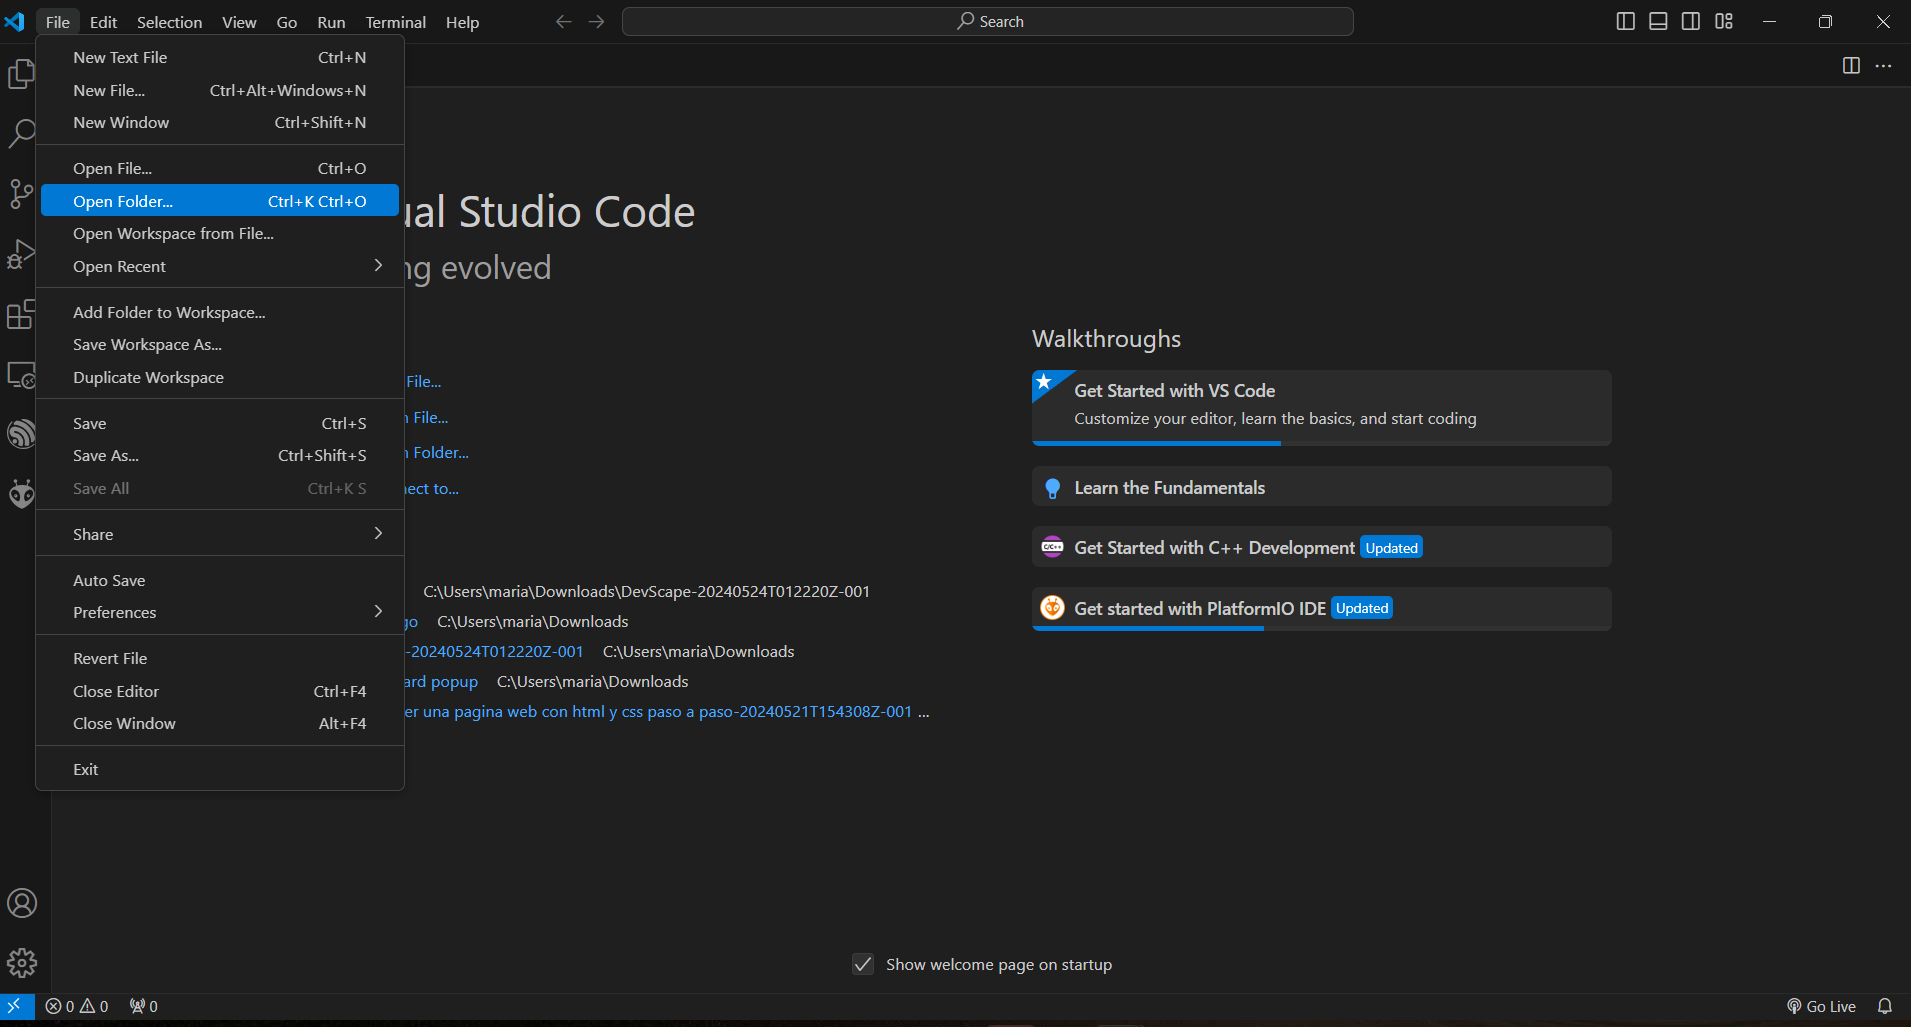 File Edit Selection View Go Run Terminal Help Search
New Text File Ctrl+N
New File... Ctrl+Alt+Windows+N
New Window Ctrl+Shift+N
Open File... Ctrl+O
Open Folder... Ctrl+K Ctrl+O
Open Workspace from File...
Open Recent
Add Folder to Workspace...
Save Workspace As...
Duplicate Workspace
Save Ctrl+S
Save As... Ctrl+Shift+S
Save All Ctrl+K S
Share
Auto Save
Preferences
Revert File
Close Editor Ctrl+F4
Close Window Alt+F4
Exit
ual Studio Code
ng evolved
File...
n File...
n Folder...
nect to...
C:\Users\maria\Downloads\DevScape-20240524T012220Z-001
go C:\Users\maria\Downloads
-20240524T012220Z-001 C:\Users\maria\Downloads
ard popup C:\Users\maria\Downloads
er una pagina web con html y css paso a paso-20240521T154308Z-001 ...
Walkthroughs
Get Started with VS Code
Customize your editor, learn the basics, and start coding
Learn the Fundamentals
C/C++ Get Started with C++ Development Updated
Get started with PlatformIO IDE Updated
Show welcome page on startup
0 0 0 Go Live